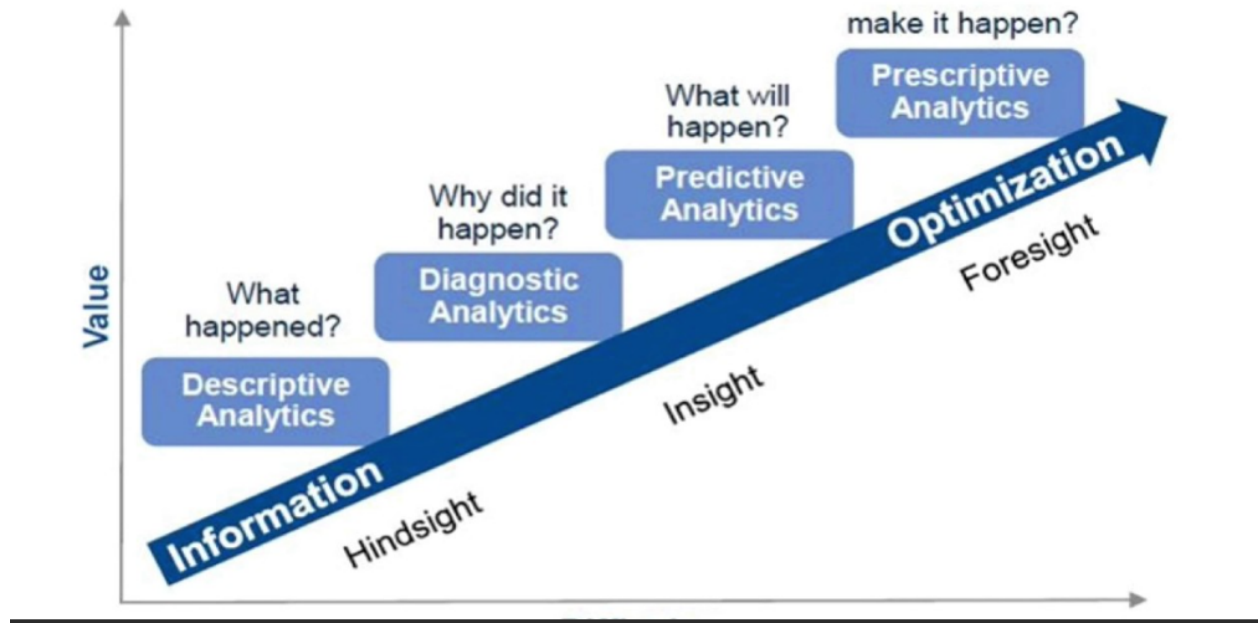 make it happen?
Prescriptive
Analytics
What will
happen?
Predictive
Analytics
Why did it
happen?
Diagnostic
Analytics
What
happened?
Descriptive
Analytics
Value
Information
Optimization
Hindsight
Insight
Foresight